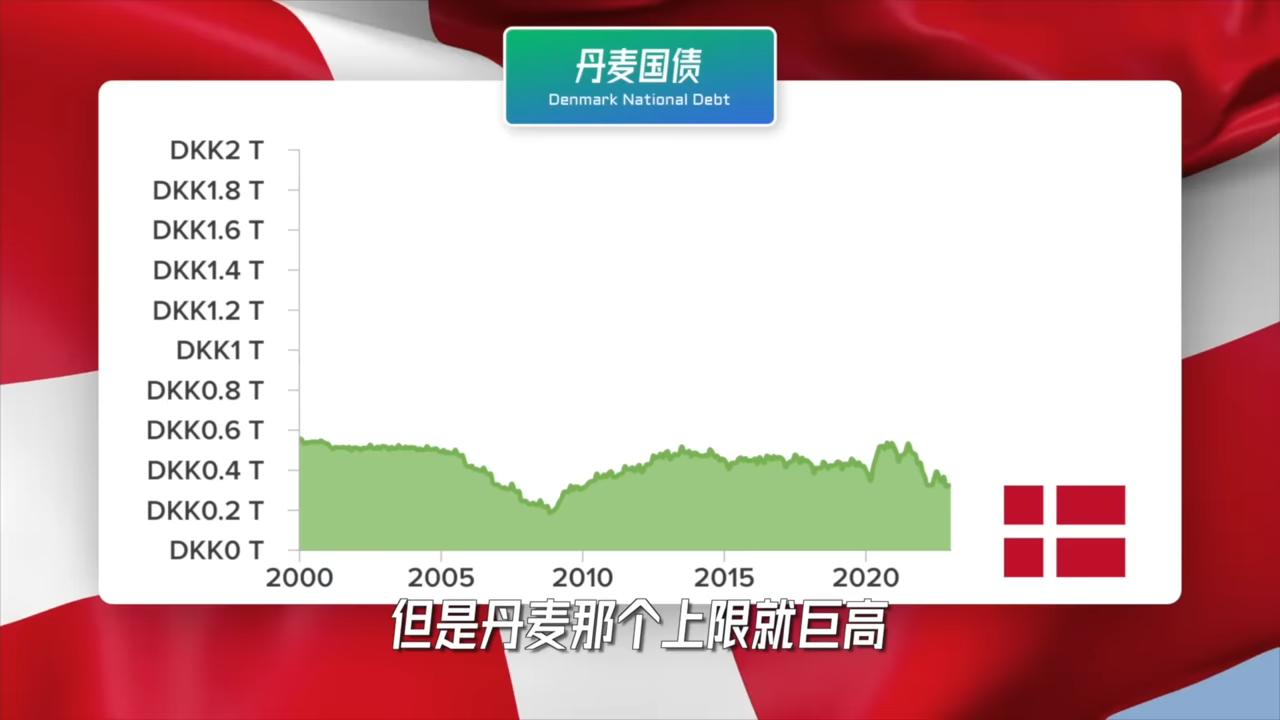 丹麦国债
Denmark National Debt
DKK2 T
DKK1.8 T
DKK1.6 T
DKK1.4 T
DKK1.2 T
DKK1 T
DKK0.8 T
DKK0.6 T
DKK0.4 T
DKK0.2 T
DKK0 T
2000 2005 2010 2015 2020
但是丹麦那个上限就巨高